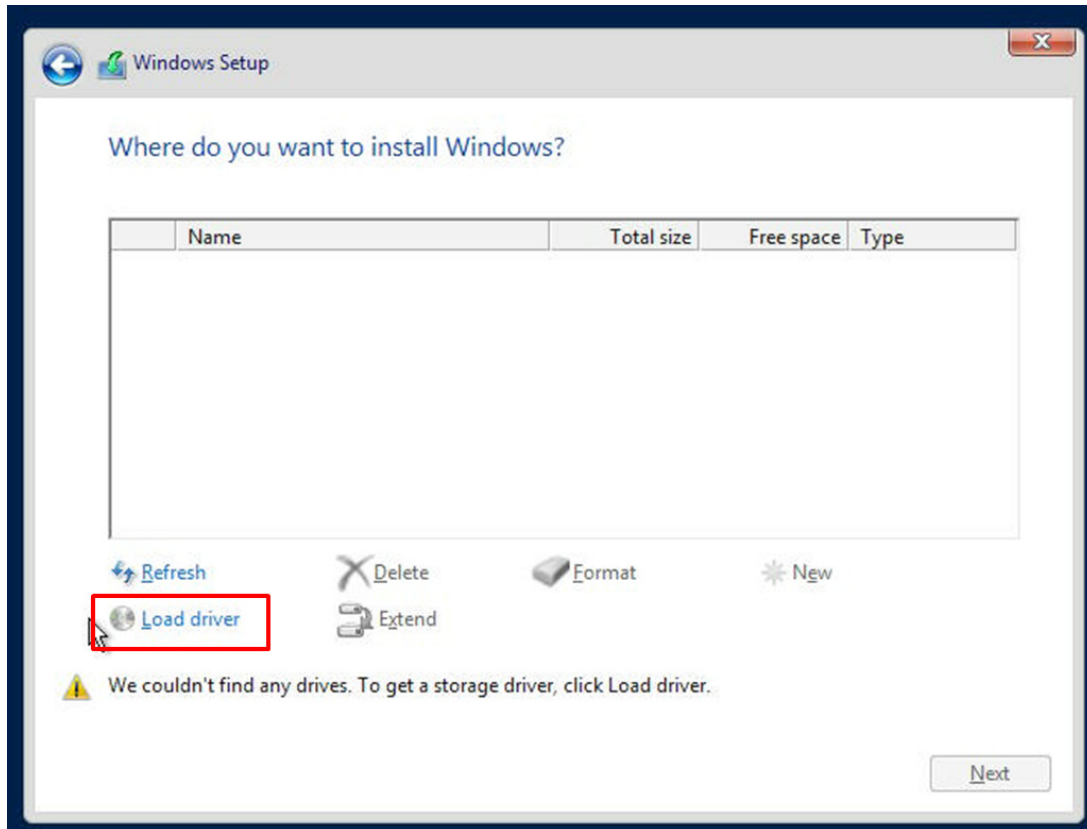 Windows Setup
Where do you want to install Windows?
Name Total size Free space Type
Refresh Delete Format New
Load driver Extend
We couldn't find any drives. To get a storage driver, click Load driver.
Next